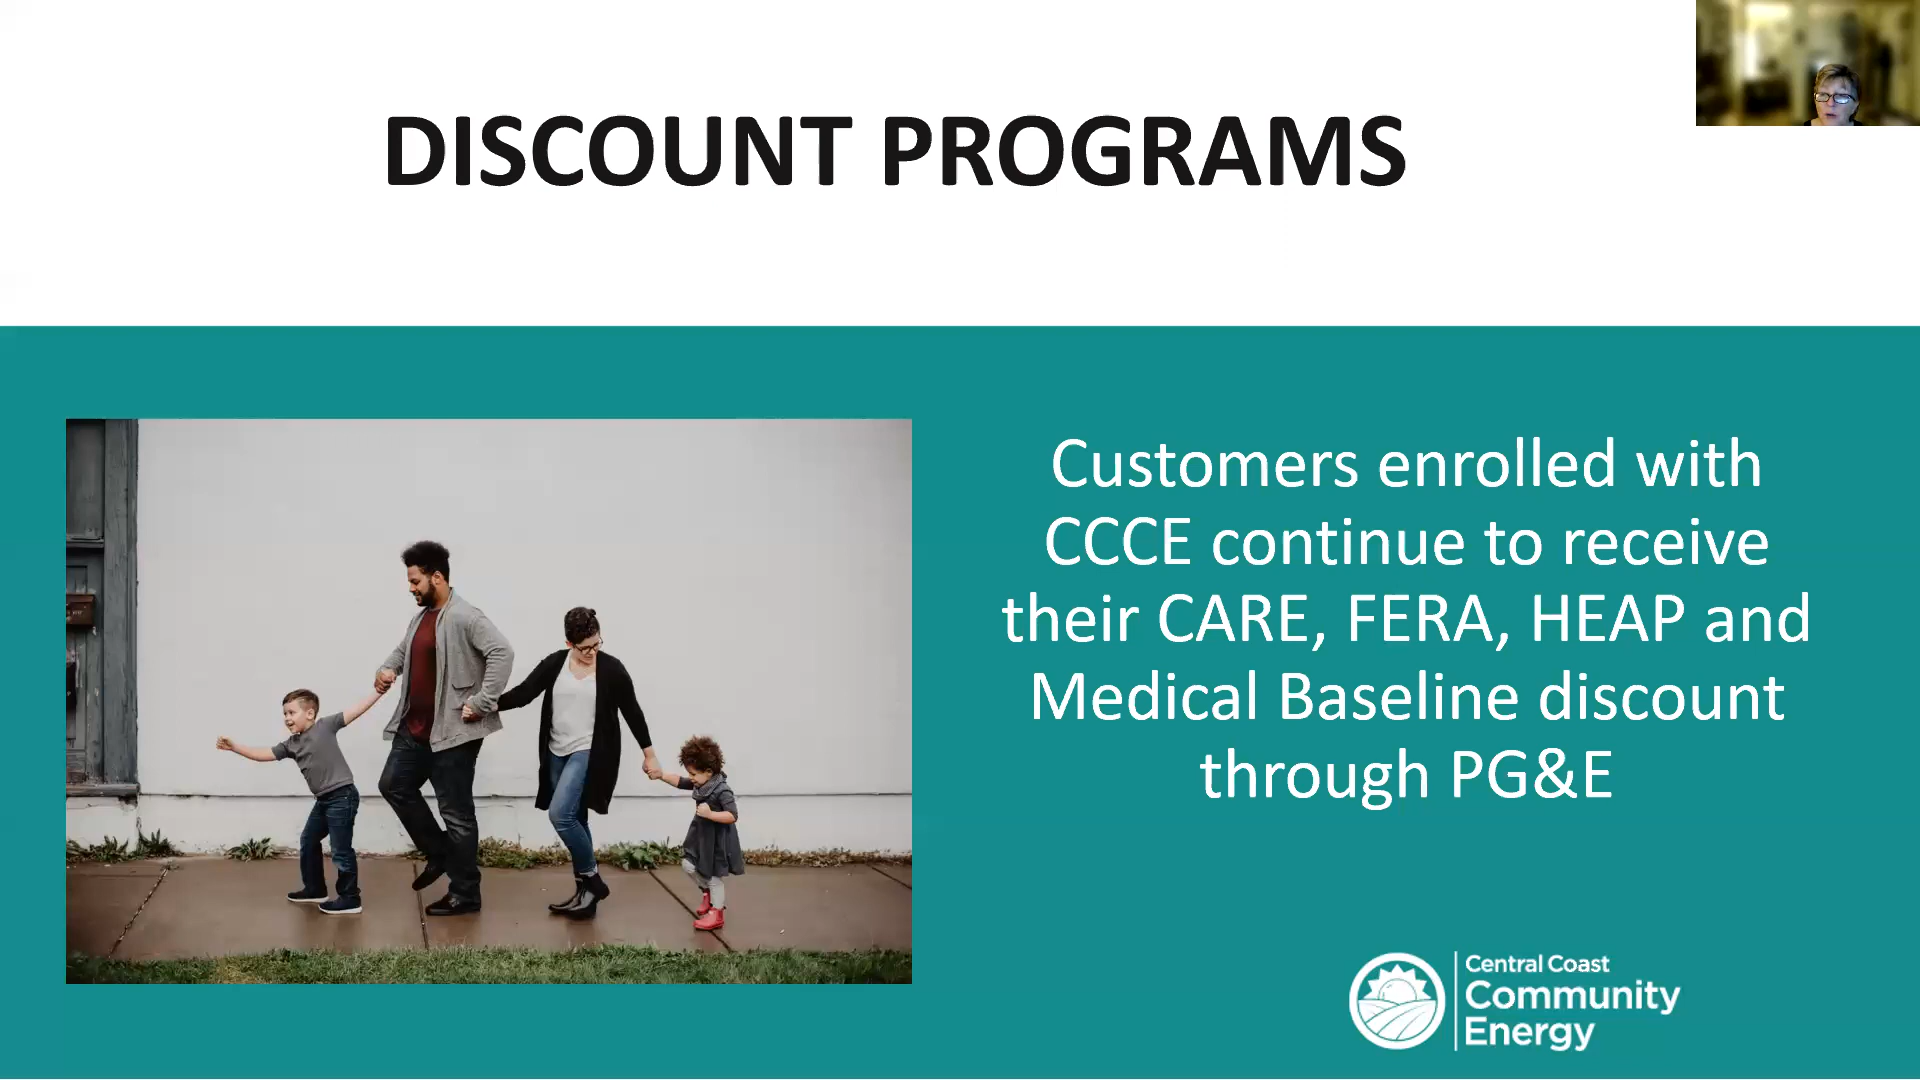 DISCOUNT PROGRAMS
Customers enrolled with
CCCE continue to receive
their CARE, FERA, HEAP and
Medical Baseline discount
through PG&E
Central Coast
Community
Energy